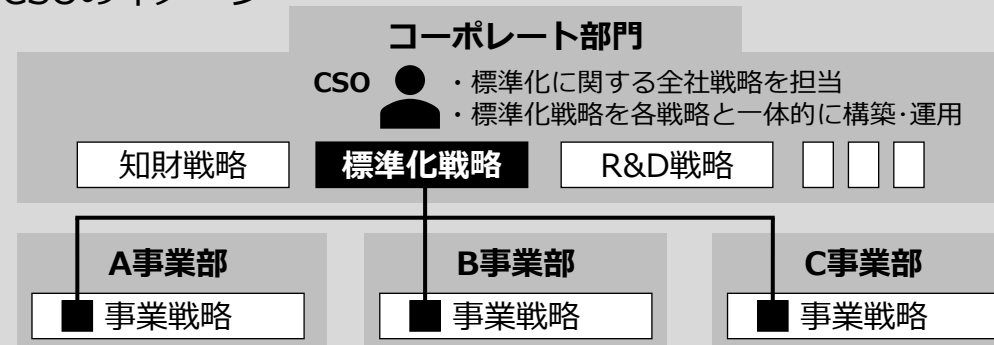 CSOのイメージ
コーポレート部門
CSO
・標準化に関する全社戦略を担当
・標準化戦略を各戦略と一体的に構築・運用
知財戦略
標準化戦略
R&D戦略
A事業部
B事業部
C事業部
事業戦略
事業戦略
事業戦略